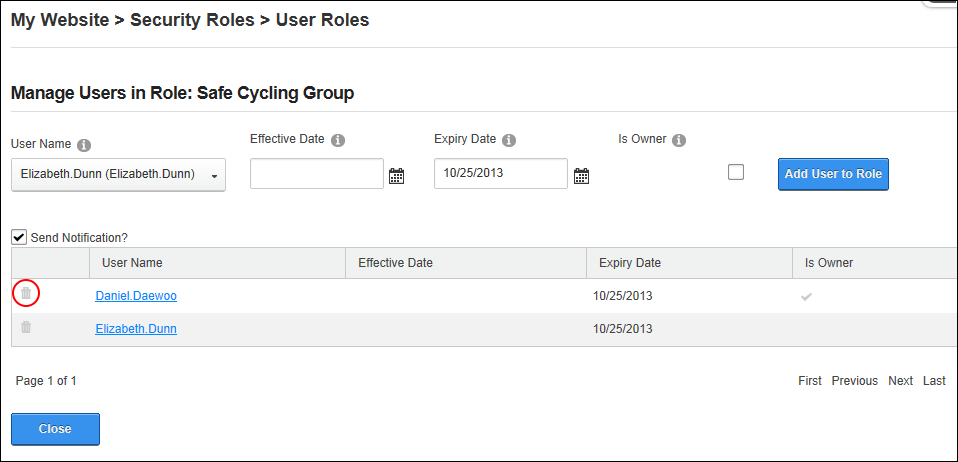 My Website > Security Roles > User Roles
Manage Users in Role: Safe Cycling Group
User Name Effective Date Expiry Date Is Owner
Elizabeth.Dunn (Elizabeth.Dunn) 10/25/2013 Add User to Role
Send Notification?
User Name Effective Date Expiry Date Is Owner
Daniel.Daewoo 10/25/2013
Elizabeth.Dunn 10/25/2013
Page 1 of 1 First Previous Next Last
Close